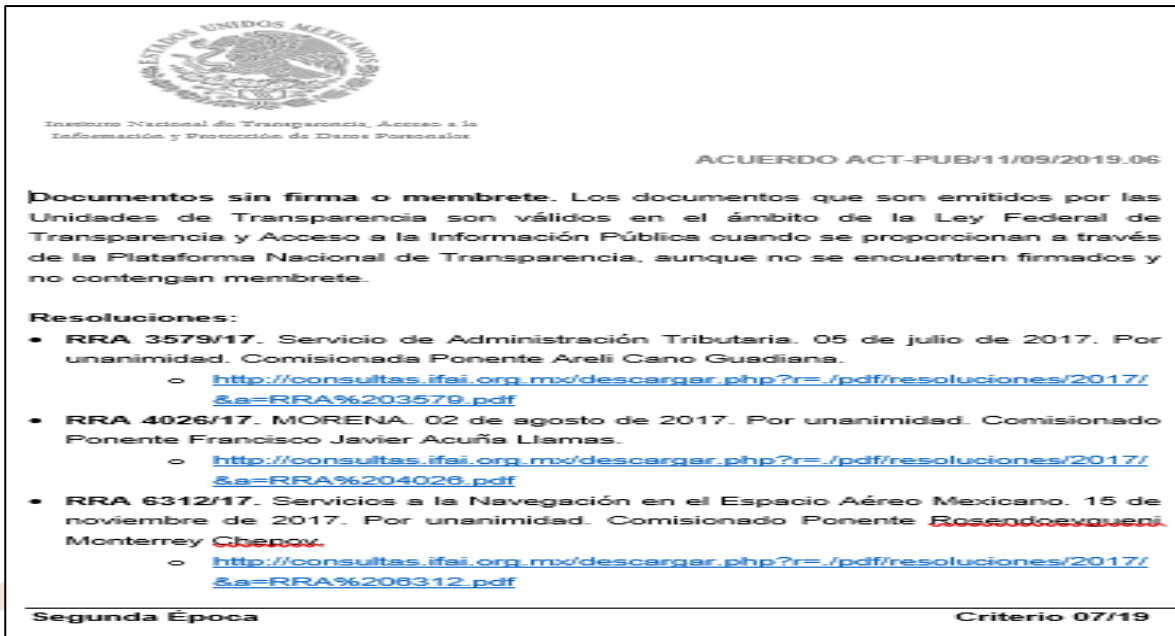 ESTADOS UNIDOS MEXICANOS
Instituto Nacional de Transparencia, Acceso a la
Información y Protección de Datos Personales
ACUERDO ACT-PUB/11/09/2019.06
Documentos sin firma o membrete. Los documentos que son emitidos por las
Unidades de Transparencia son válidos en el ámbito de la Ley Federal de
Transparencia y Acceso a la Información Pública cuando se proporcionan a través
de la Plataforma Nacional de Transparencia, aunque no se encuentren firmados y
no contengan membrete.
Resoluciones:
• RRA 3579/17. Servicio de Administración Tributaria. 05 de julio de 2017. Por
unanimidad. Comisionada Ponente Areli Cano Guadiana.
o http://consultas.ifai.org.mx/descargar.php?r=./pdf/resoluciones/2017/
&a=RRA%203579.pdf
• RRA 4026/17. MORENA. 02 de agosto de 2017. Por unanimidad. Comisionado
Ponente Francisco Javier Acuña Llamas.
o http://consultas.ifai.org.mx/descargar.php?r=./pdf/resoluciones/2017/
&a=RRA%204026.pdf
• RRA 6312/17. Servicios a la Navegación en el Espacio Aéreo Mexicano. 15 de
noviembre de 2017. Por unanimidad. Comisionado Ponente Rosendoevgueni
Monterrey Chepov.
o http://consultas.ifai.org.mx/descargar.php?r=./pdf/resoluciones/2017/
&a=RRA%206312.pdf
Segunda Época Criterio 07/19